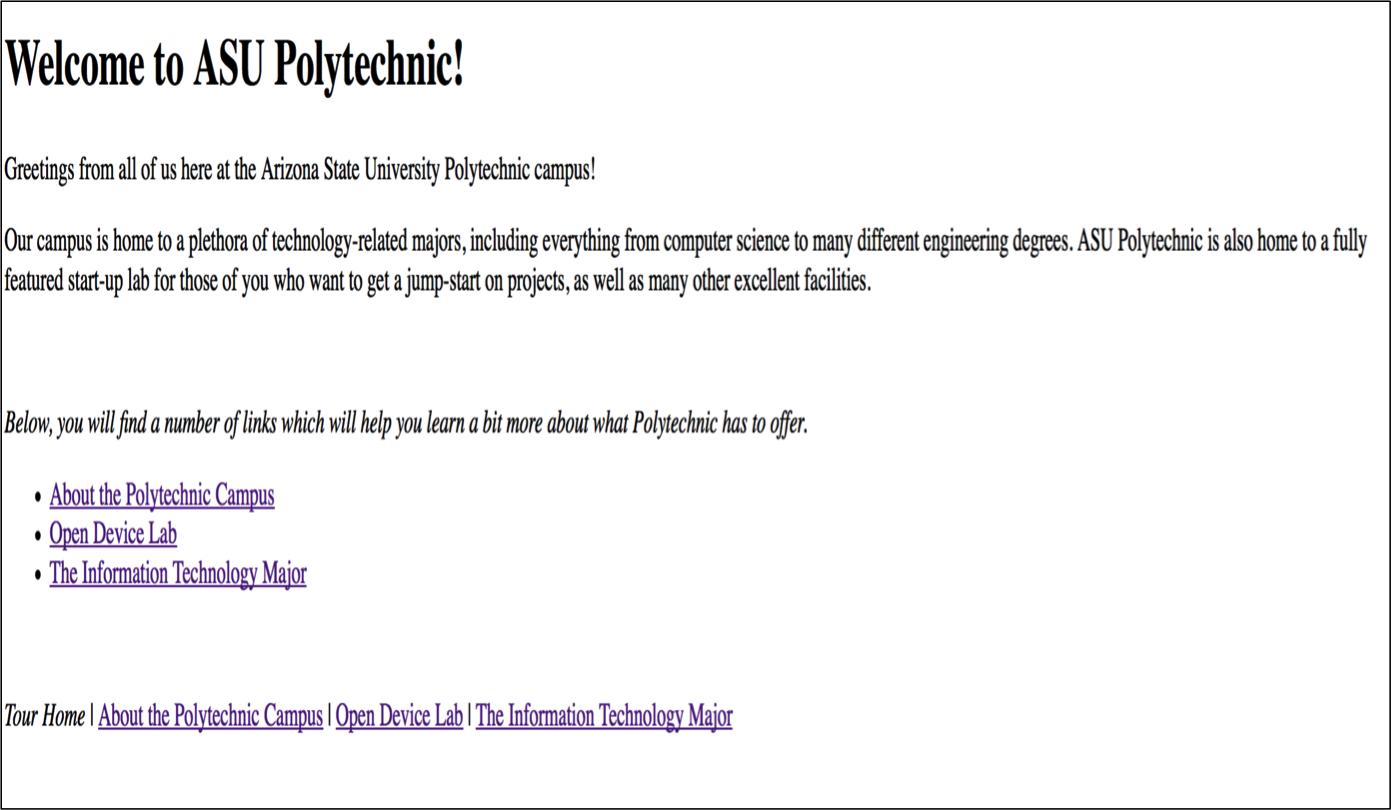 Welcome to ASU Polytechnic!
Greetings from all of us here at the Arizona State University Polytechnic campus!
Our campus is home to a plethora of technology-related majors, including everything from computer science to many different engineering degrees. ASU Polytechnic is also home to a fully
featured start-up lab for those of you who want to get a jump-start on projects, as well as many other excellent facilities.
Below, you will find a number of links which will help you learn a bit more about what Polytechnic has to offer.
• About the Polytechnic Campus
• Open Device Lab
• The Information Technology Major
Tour Home | About the Polytechnic Campus | Open Device Lab | The Information Technology Major